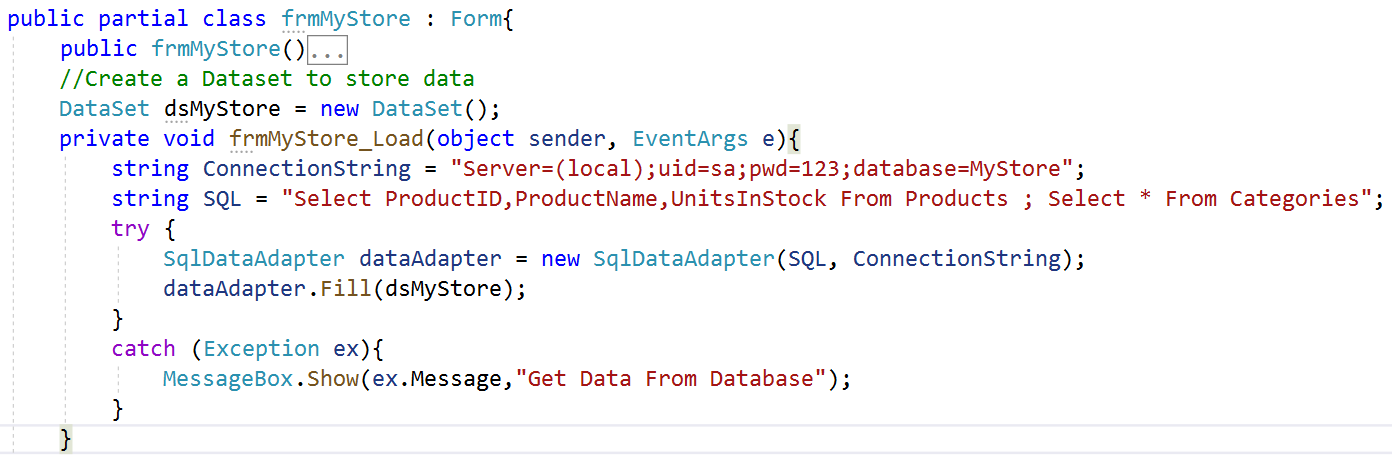 public partial class frmMyStore : Form{
public frmMyStore()...
//Create a Dataset to store data
DataSet dsMyStore = new DataSet();
private void frmMyStore_Load(object sender, EventArgs e){
string ConnectionString = "Server=(local);uid=sa;pwd=123;database=MyStore";
string SQL = "Select ProductID,ProductName,UnitsInStock From Products ; Select * From Categories";
try {
SqlDataAdapter dataAdapter = new SqlDataAdapter(SQL, ConnectionString);
dataAdapter.Fill(dsMyStore);
}
catch (Exception ex){
MessageBox.Show(ex.Message,"Get Data From Database");
}
}